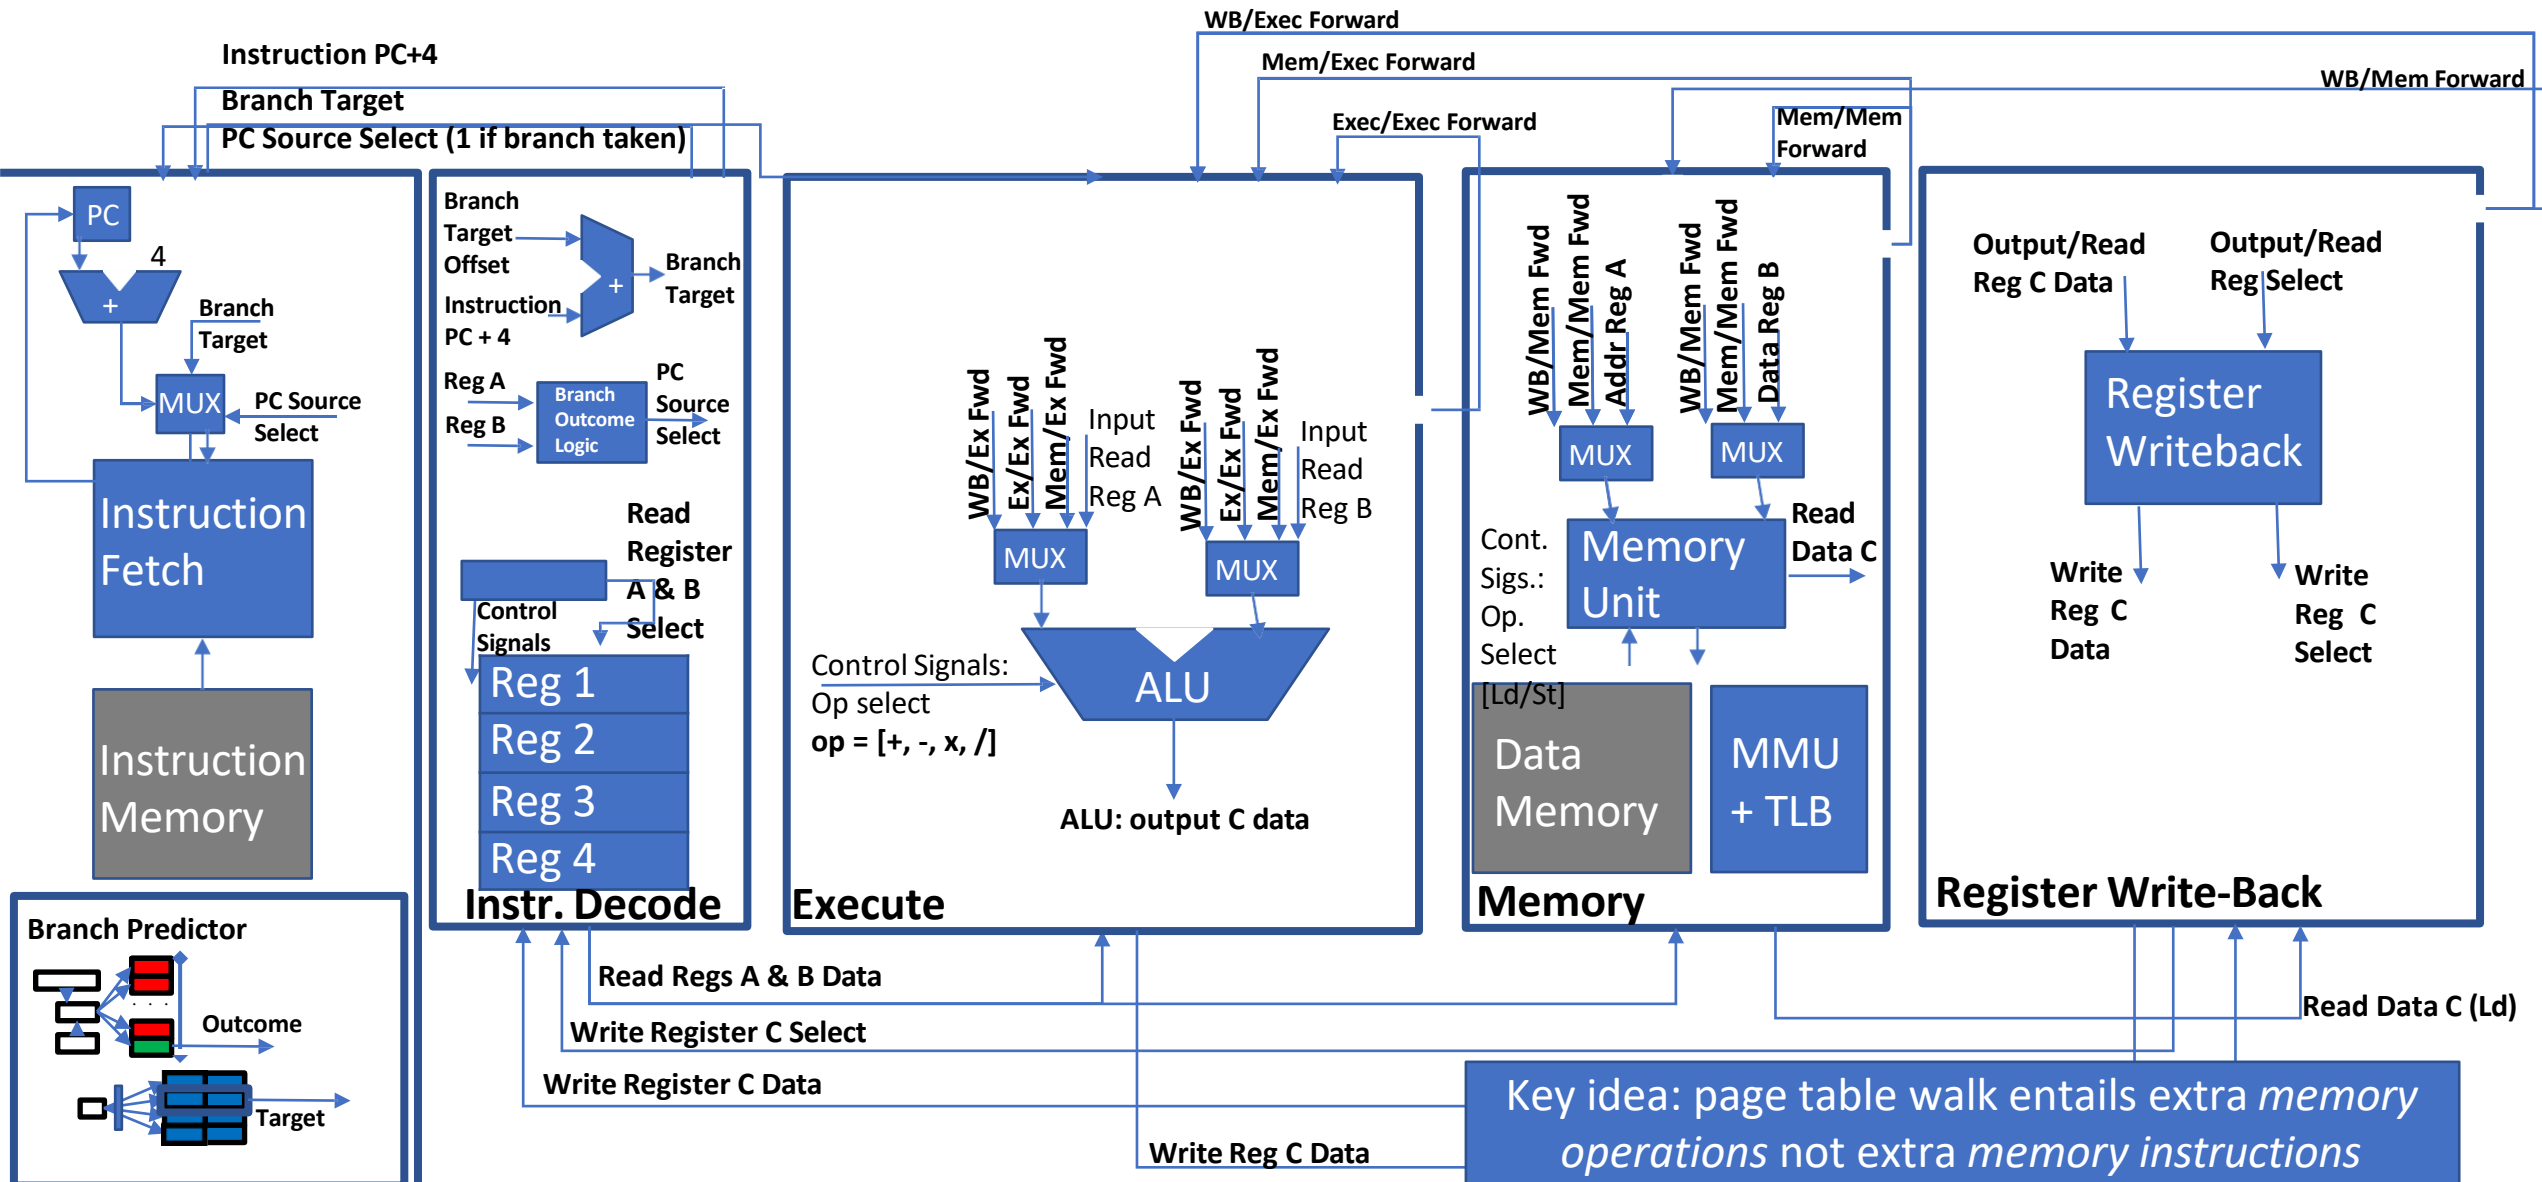 WB/Exec Forward
Instruction PC+4
Mem/Exec Forward
WB/Mem Forward
Branch Target
Exec/Exec Forward
Mem/Mem
Forward
PC Source Select (1 if branch taken)
PC
4
+
Branch
Target
MUX
PC Source
Select
Instruction
Fetch
Instruction
Memory
Branch Predictor
. . .
Outcome
Target
Branch
Target
Offset
Instruction
PC + 4
+
Branch
Target
Reg A
Reg B
Branch
Outcome
Logic
PC
Source
Select
Read
Register
A & B
Select
Control
Signals
Reg 1
Reg 2
Reg 3
Reg 4
Instr. Decode
WB/Ex Fwd
Ex/Ex Fwd
Mem/Ex Fwd
Input
Read
Reg A
WB/Ex Fwd
Ex/Ex Fwd
Mem/Ex Fwd
Input
Read
Reg B
MUX
MUX
Control Signals:
Op select
op = [+, -, x, /]
ALU
ALU: output C data
Execute
WB/Mem Fwd
Mem/Mem Fwd
Addr Reg A
WB/Mem Fwd
Mem/Mem Fwd
Data Reg B
MUX
MUX
Cont.
Sigs.:
Op.
Select
[Ld/St]
Memory
Unit
Read
Data C
Data
Memory
MMU
+ TLB
Memory
Output/Read
Reg C Data
Output/Read
Reg Select
Register
Writeback
Write
Reg C
Data
Write
Reg C
Select
Register Write-Back
Read Regs A & B Data
Read Data C (Ld)
Write Register C Select
Write Register C Data
Write Reg C Data
Key idea: page table walk entails extra memory
operations not extra memory instructions